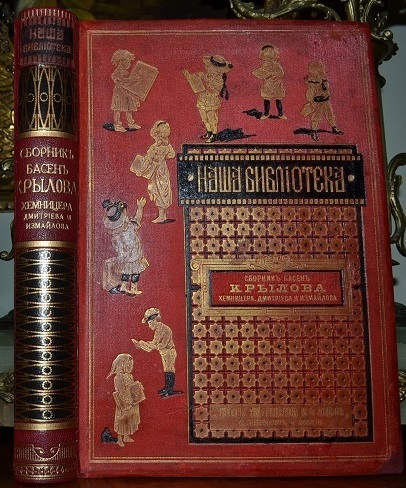 НАША
БИБЛІОТЕКА
СБОРНИКЪ
БАСЕНЪ
КРЫЛОВА
ХЕМНИЦЕРА
ДМИТРІЕВА И
ИЗМАЙЛОВА
НАША БИБЛІОТЕКА
СБОРНИКЪ БАСЕНЪ
КРЫЛОВА
ХЕМНИЦЕРА, ДМИТРІЕВА И ИЗМАЙЛОВА